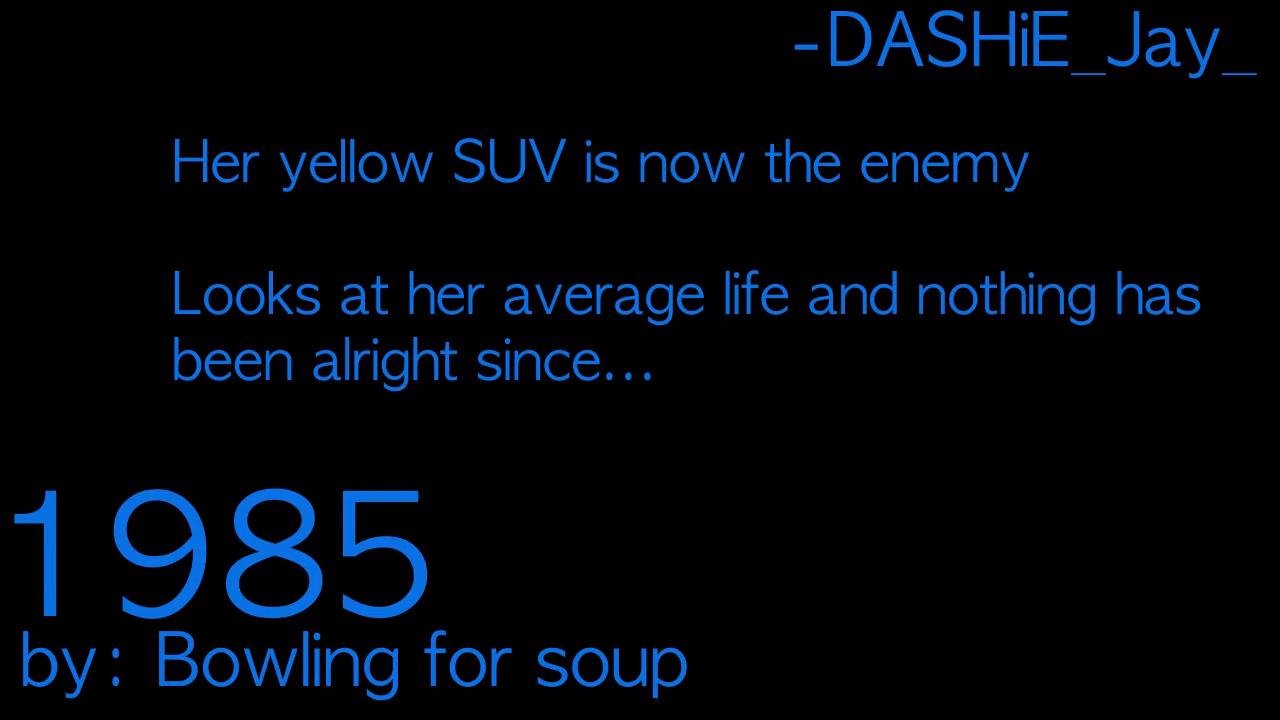 -DASHiE_Jay_
Her yellow SUV is now the enemy
Looks at her average life and nothing has
been alright since...
1985
by: Bowling for soup